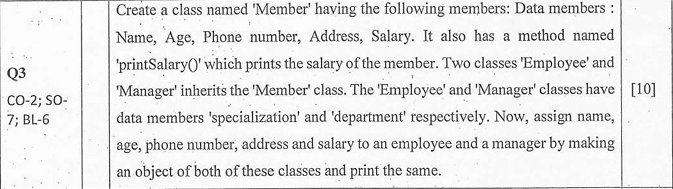 Create a class named 'Member' having the following members: Data members :
Name, Age, Phone number, Address, Salary. It also has a method named
'printSalary()' which prints the salary of the member. Two classes 'Employee' and
Q3
'Manager' inherits the 'Member' class. The 'Employee' and 'Manager' classes have
[10]
CO-2; SO-
data members 'specialization' and 'department' respectively. Now, assign name,
7; BL-6
age, phone number, address and salary to an employee and a manager by making
an object of both of these classes and print the same.